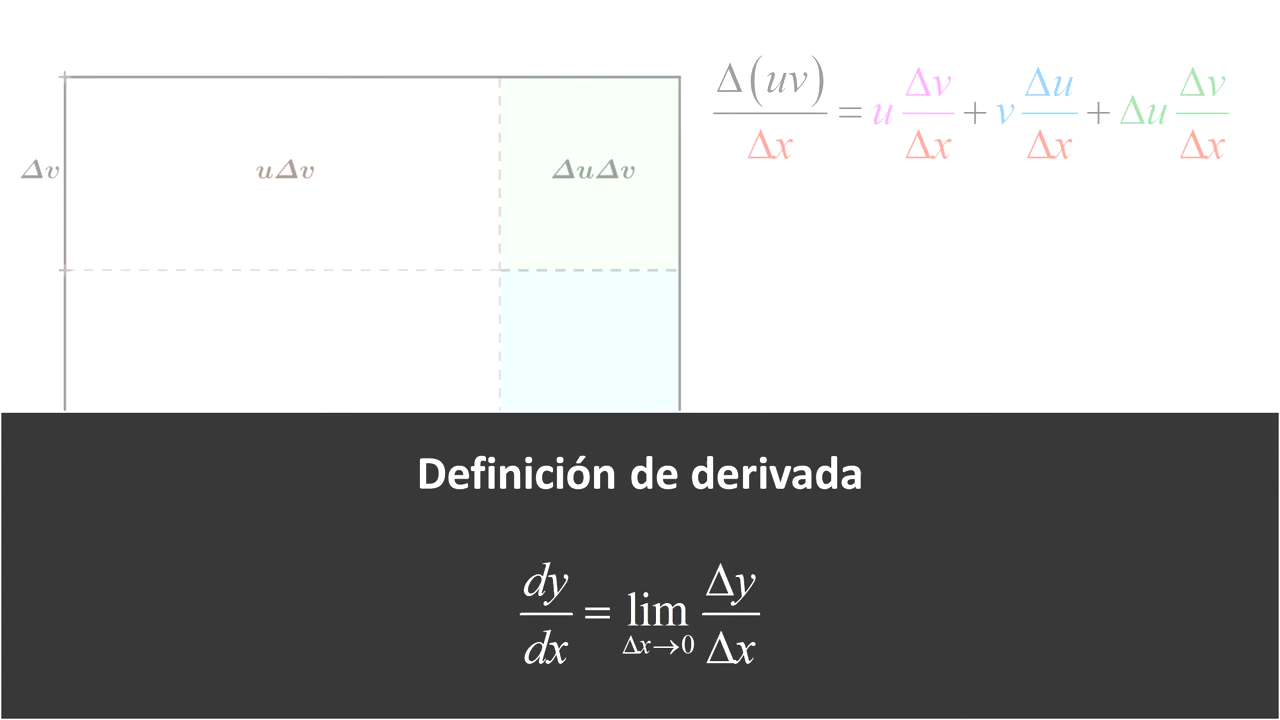 Δ(uv)/Δx = u Δv/Δx + v Δu/Δx + Δu Δv/Δx
Δv
uΔv
ΔuΔv
Definición de derivada
dy/dx = lim Δx→0 Δy/Δx